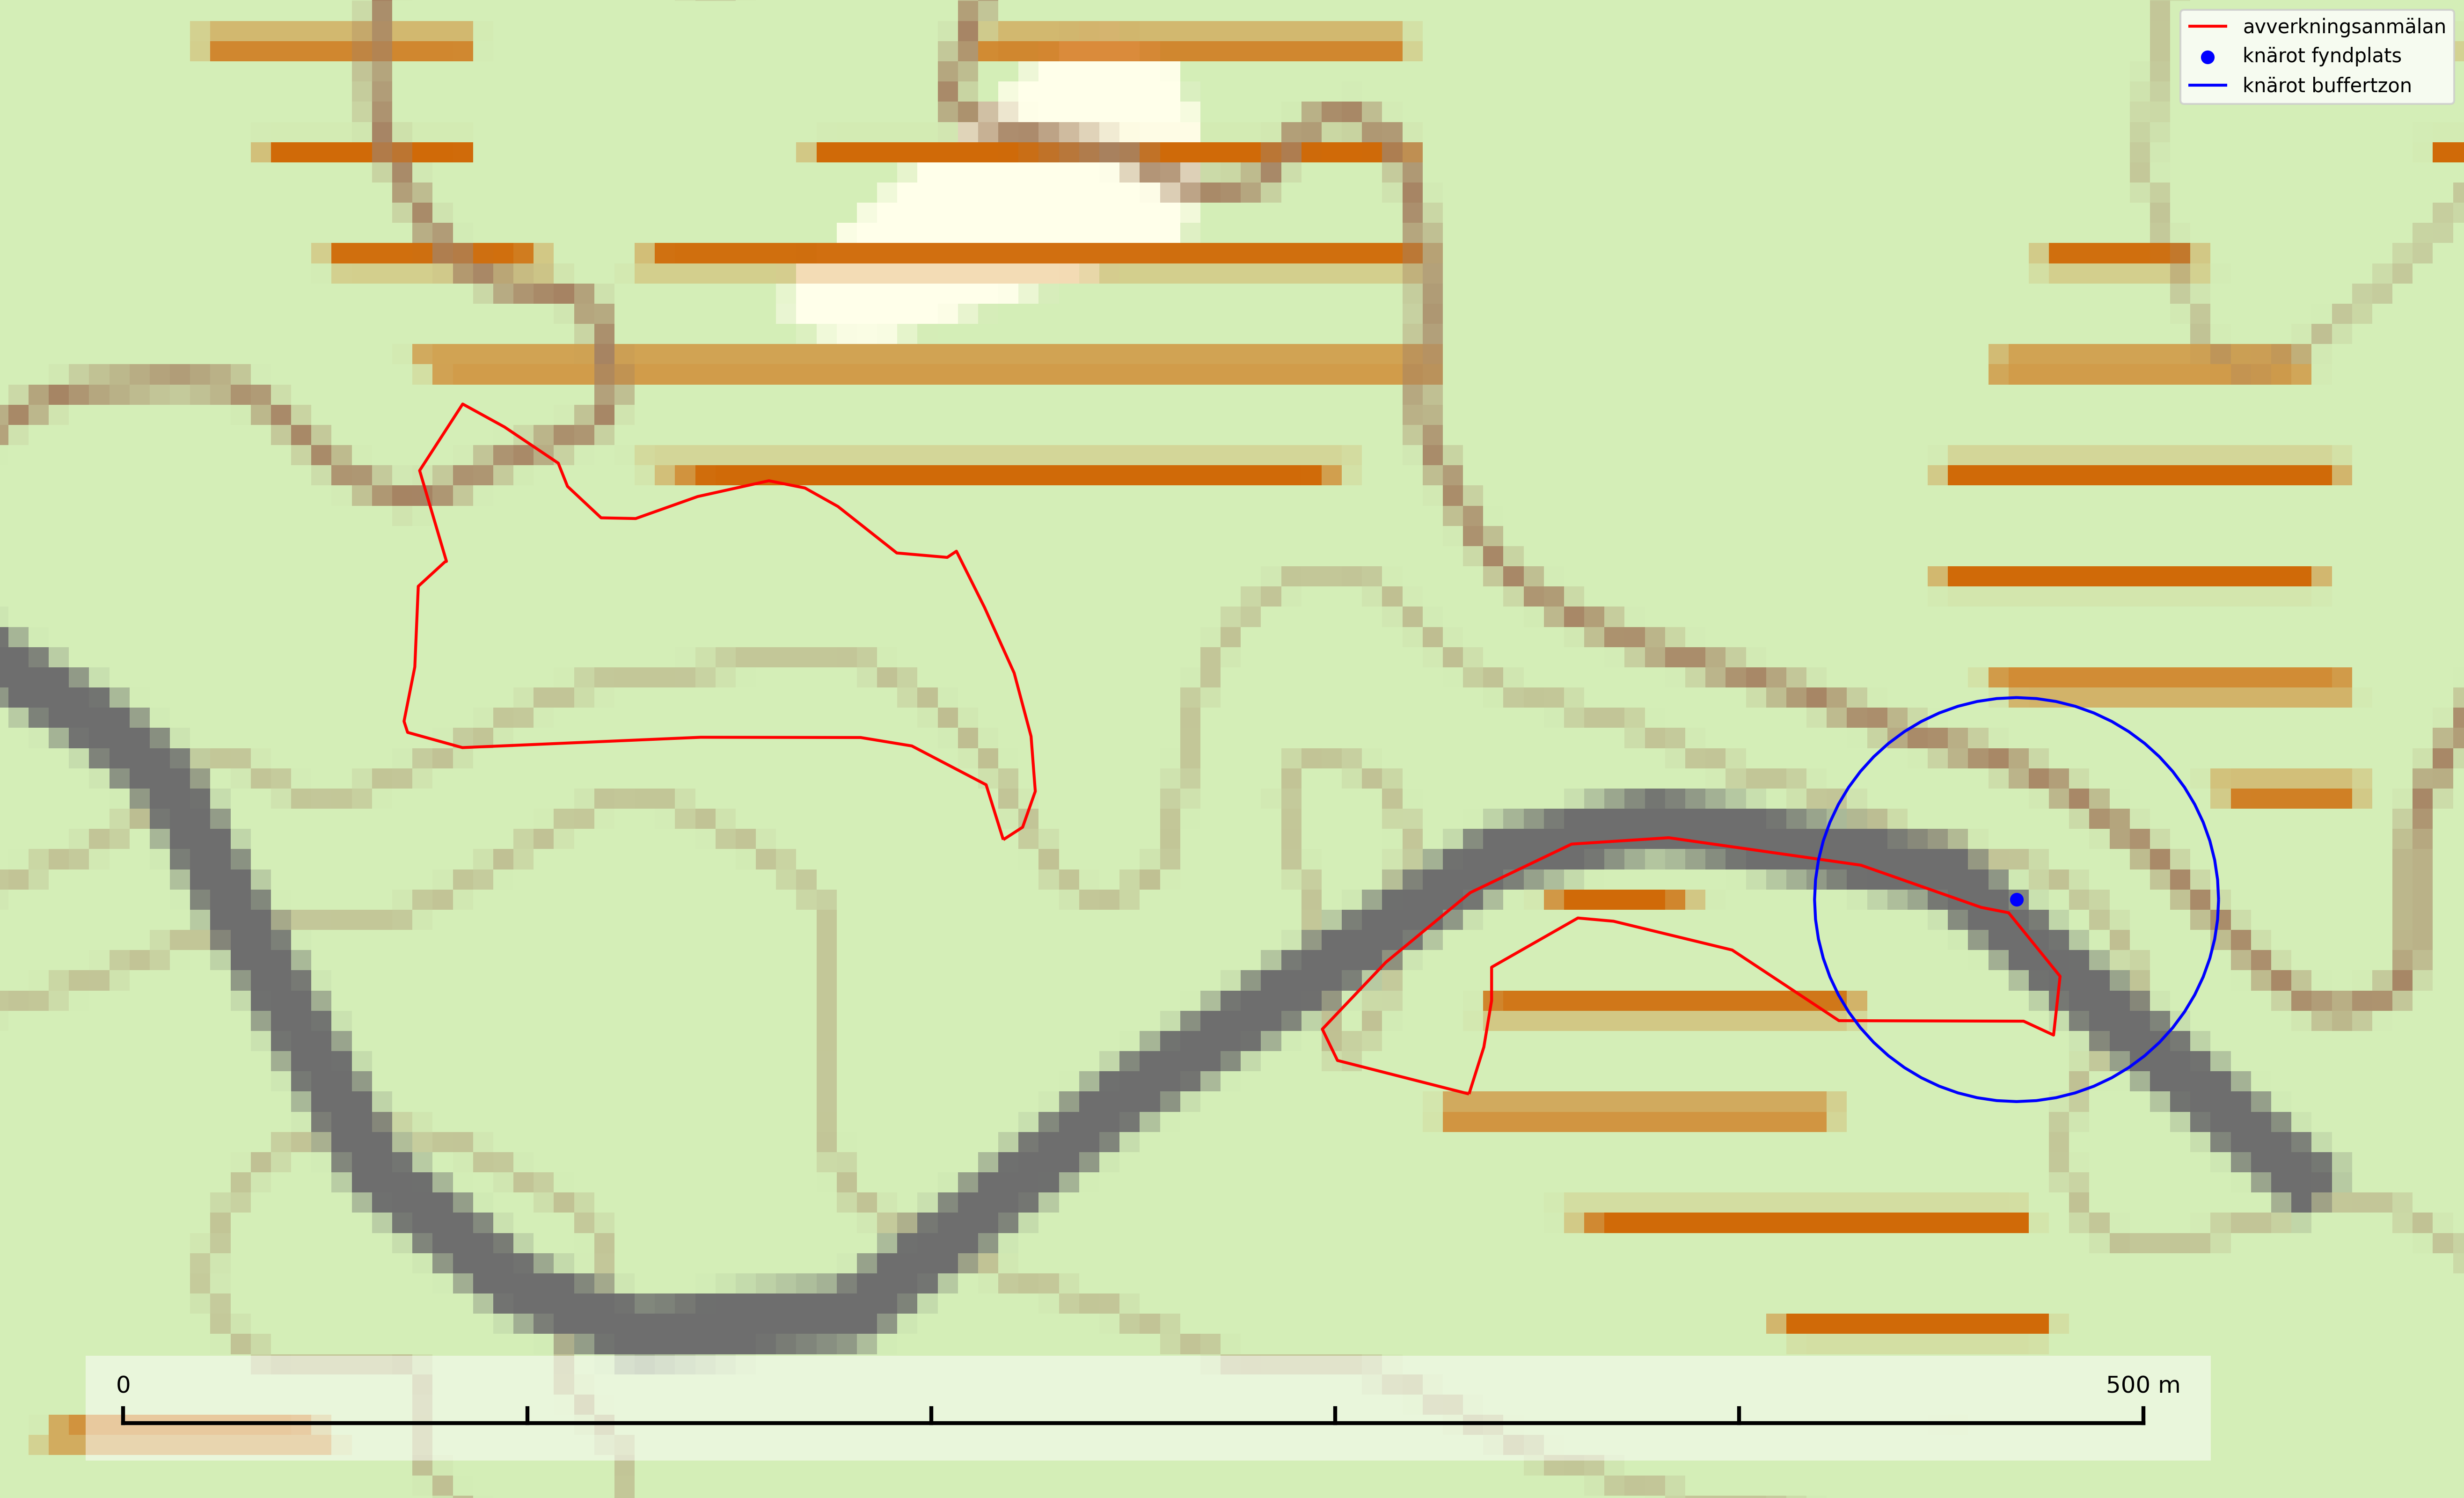 avverkningsanmälan
knärot fyndplats
knärot buffertzon
0 500 m